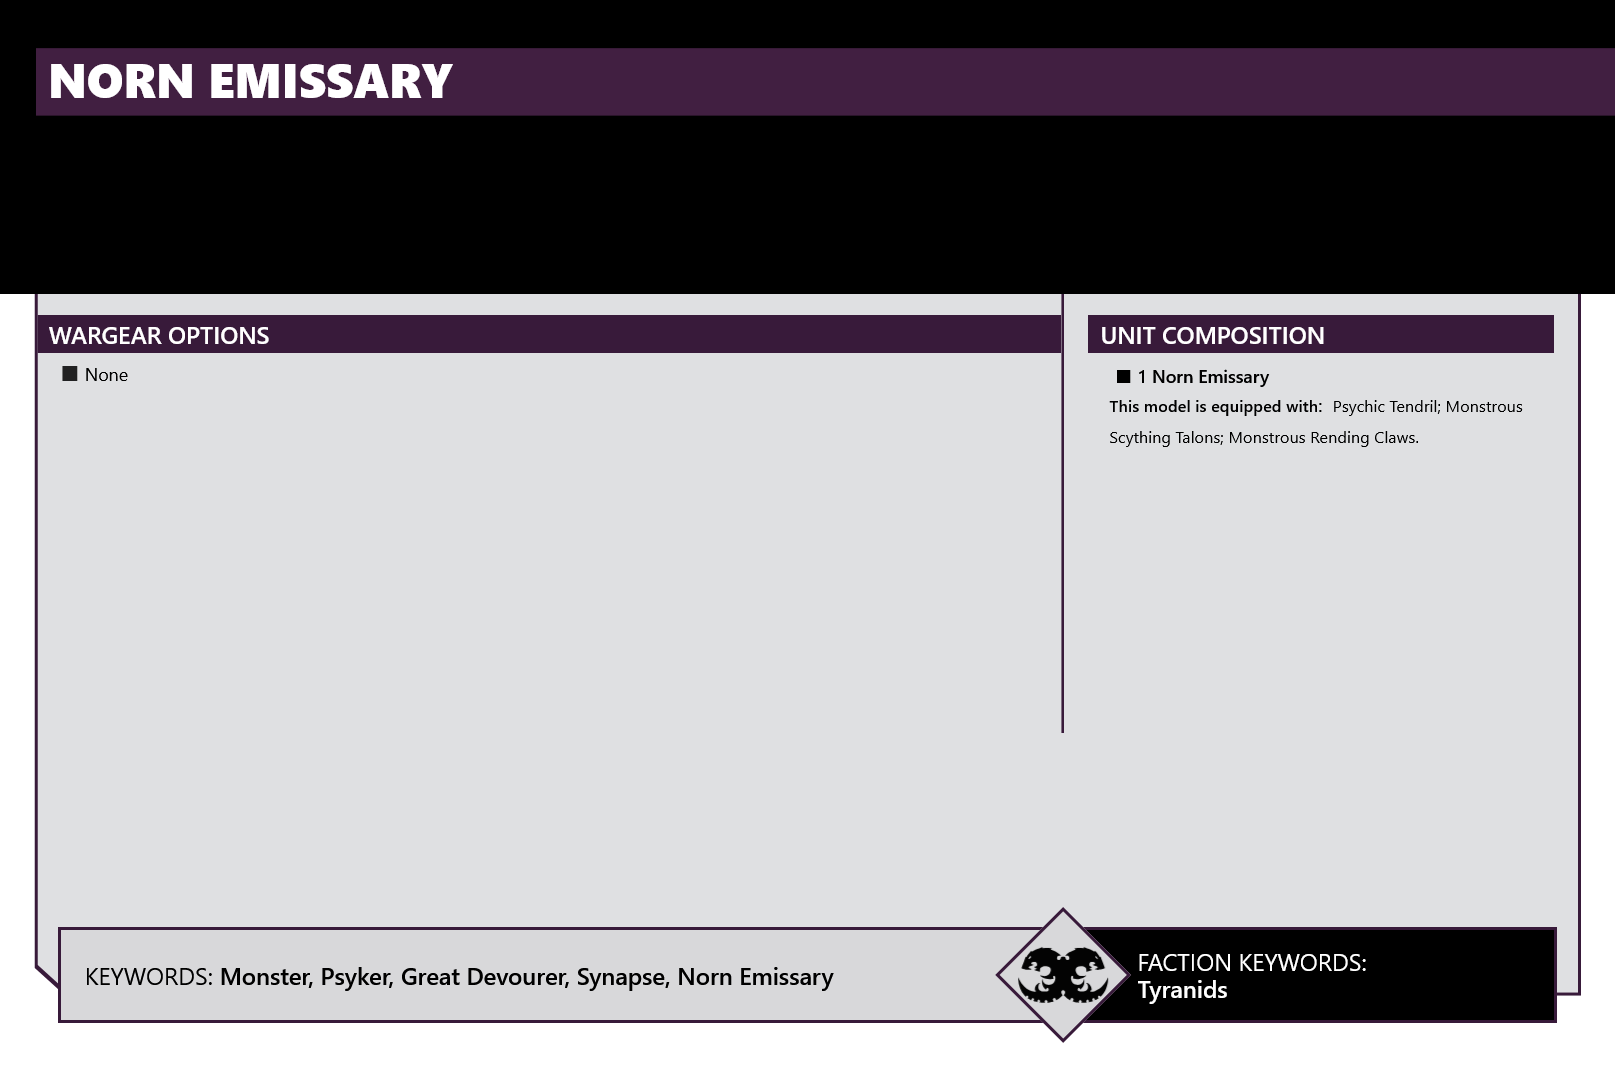 NORN EMISSARY
WARGEAR OPTIONS
■ None
UNIT COMPOSITION
■ 1 Norn Emissary
This model is equipped with: Psychic Tendril; Monstrous
Scything Talons; Monstrous Rending Claws.
KEYWORDS: Monster, Psyker, Great Devourer, Synapse, Norn Emissary
FACTION KEYWORDS:
Tyranids